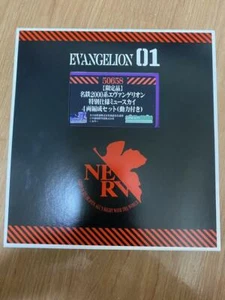 EVANGELION 01
50658
【限定品】
名鉄2000系エヴァンゲリオン
特別仕様ミュースカイ
4両編成セット(動力付き)
NERV